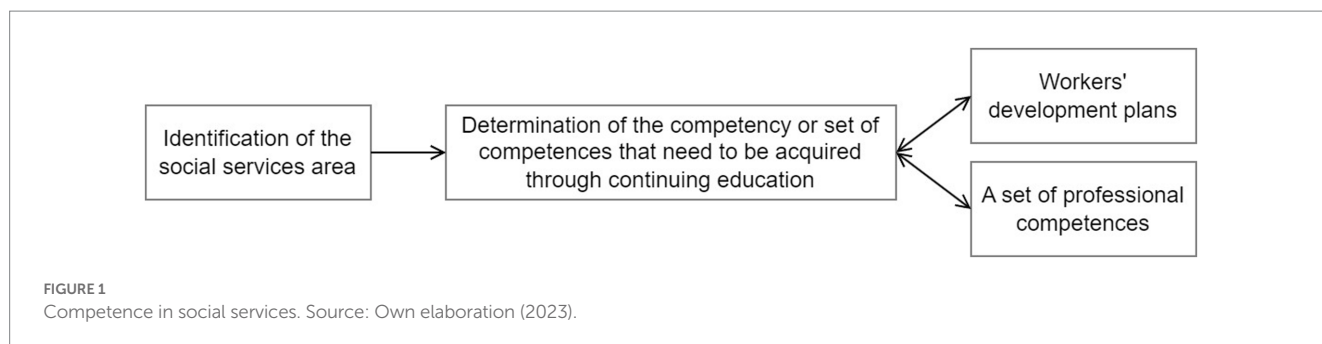 Identification of the
social services area
Determination of the competency or set of
competences that need to be acquired
through continuing education
Workers'
development plans
A set of professional
competences
FIGURE 1
Competence in social services. Source: Own elaboration (2023).